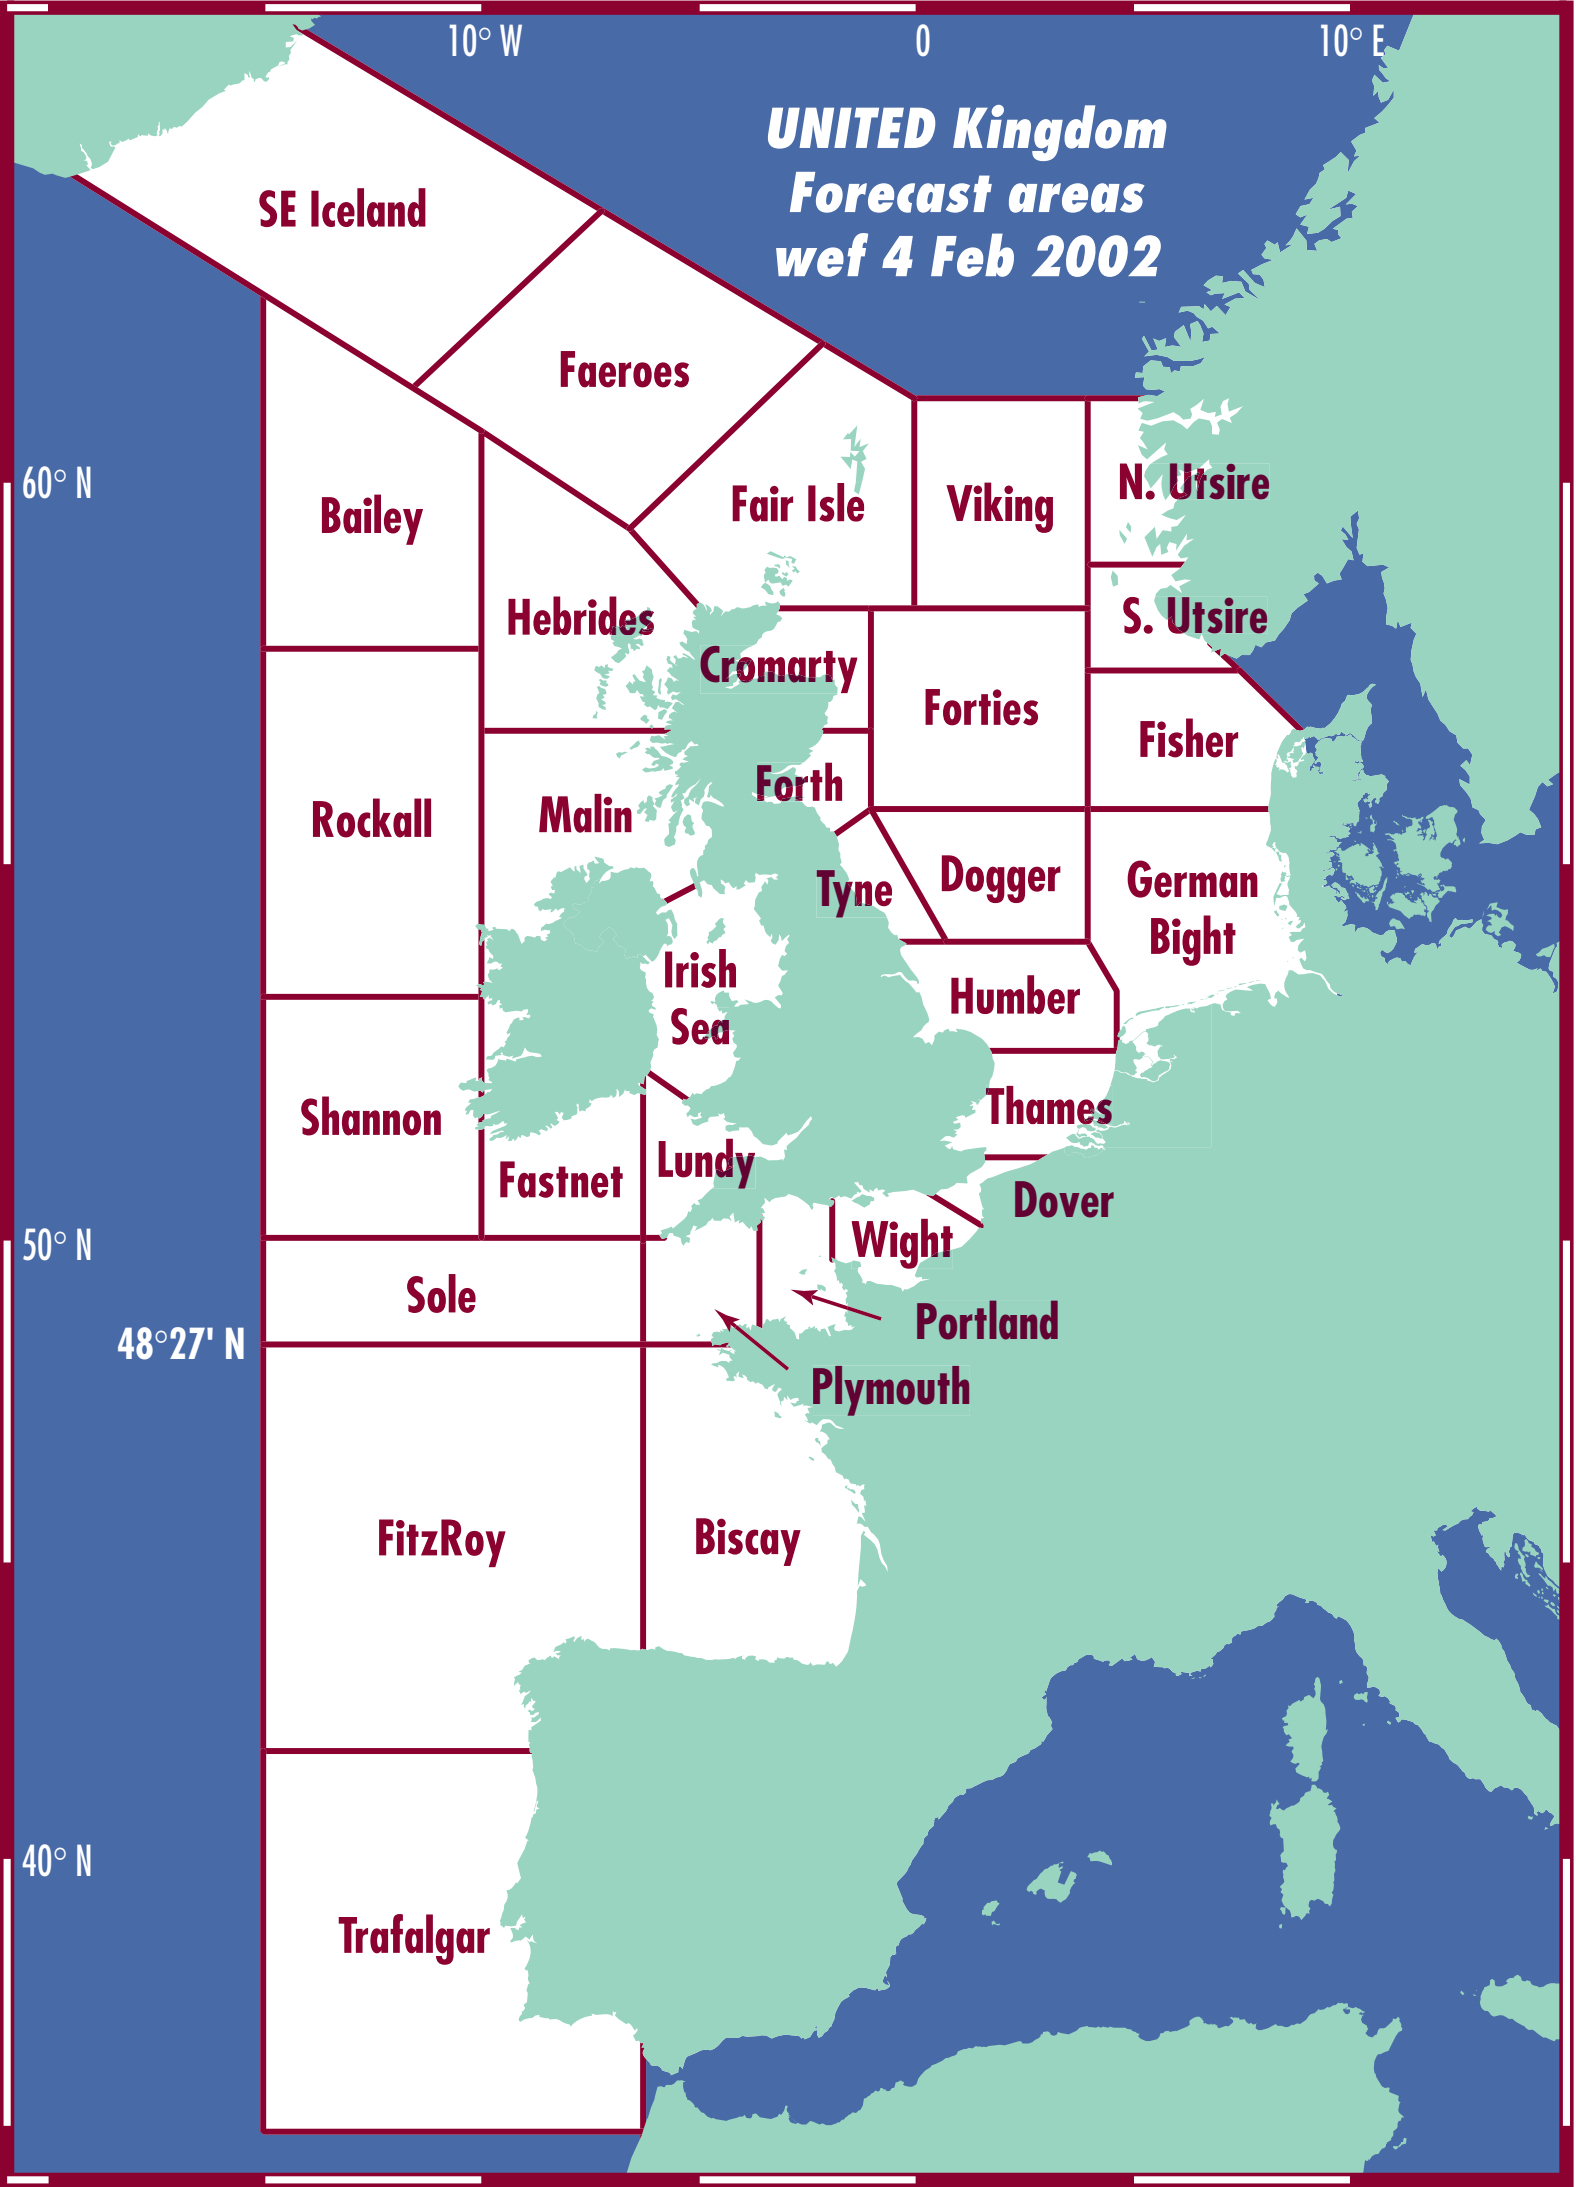 10° W
0
10° E
UNITED Kingdom
Forecast areas
wef 4 Feb 2002
SE Iceland
Faeroes
60° N
Bailey
Fair Isle
Viking
N. Utsire
Hebrides
S. Utsire
Cromarty
Forties
Fisher
Rockall
Malin
Forth
Tyne
Dogger
German
Bight
Irish
Sea
Humber
Shannon
Thames
Fastnet
Lundy
Dover
50° N
Wight
Sole
Portland
48°27' N
Plymouth
FitzRoy
Biscay
40° N
Trafalgar